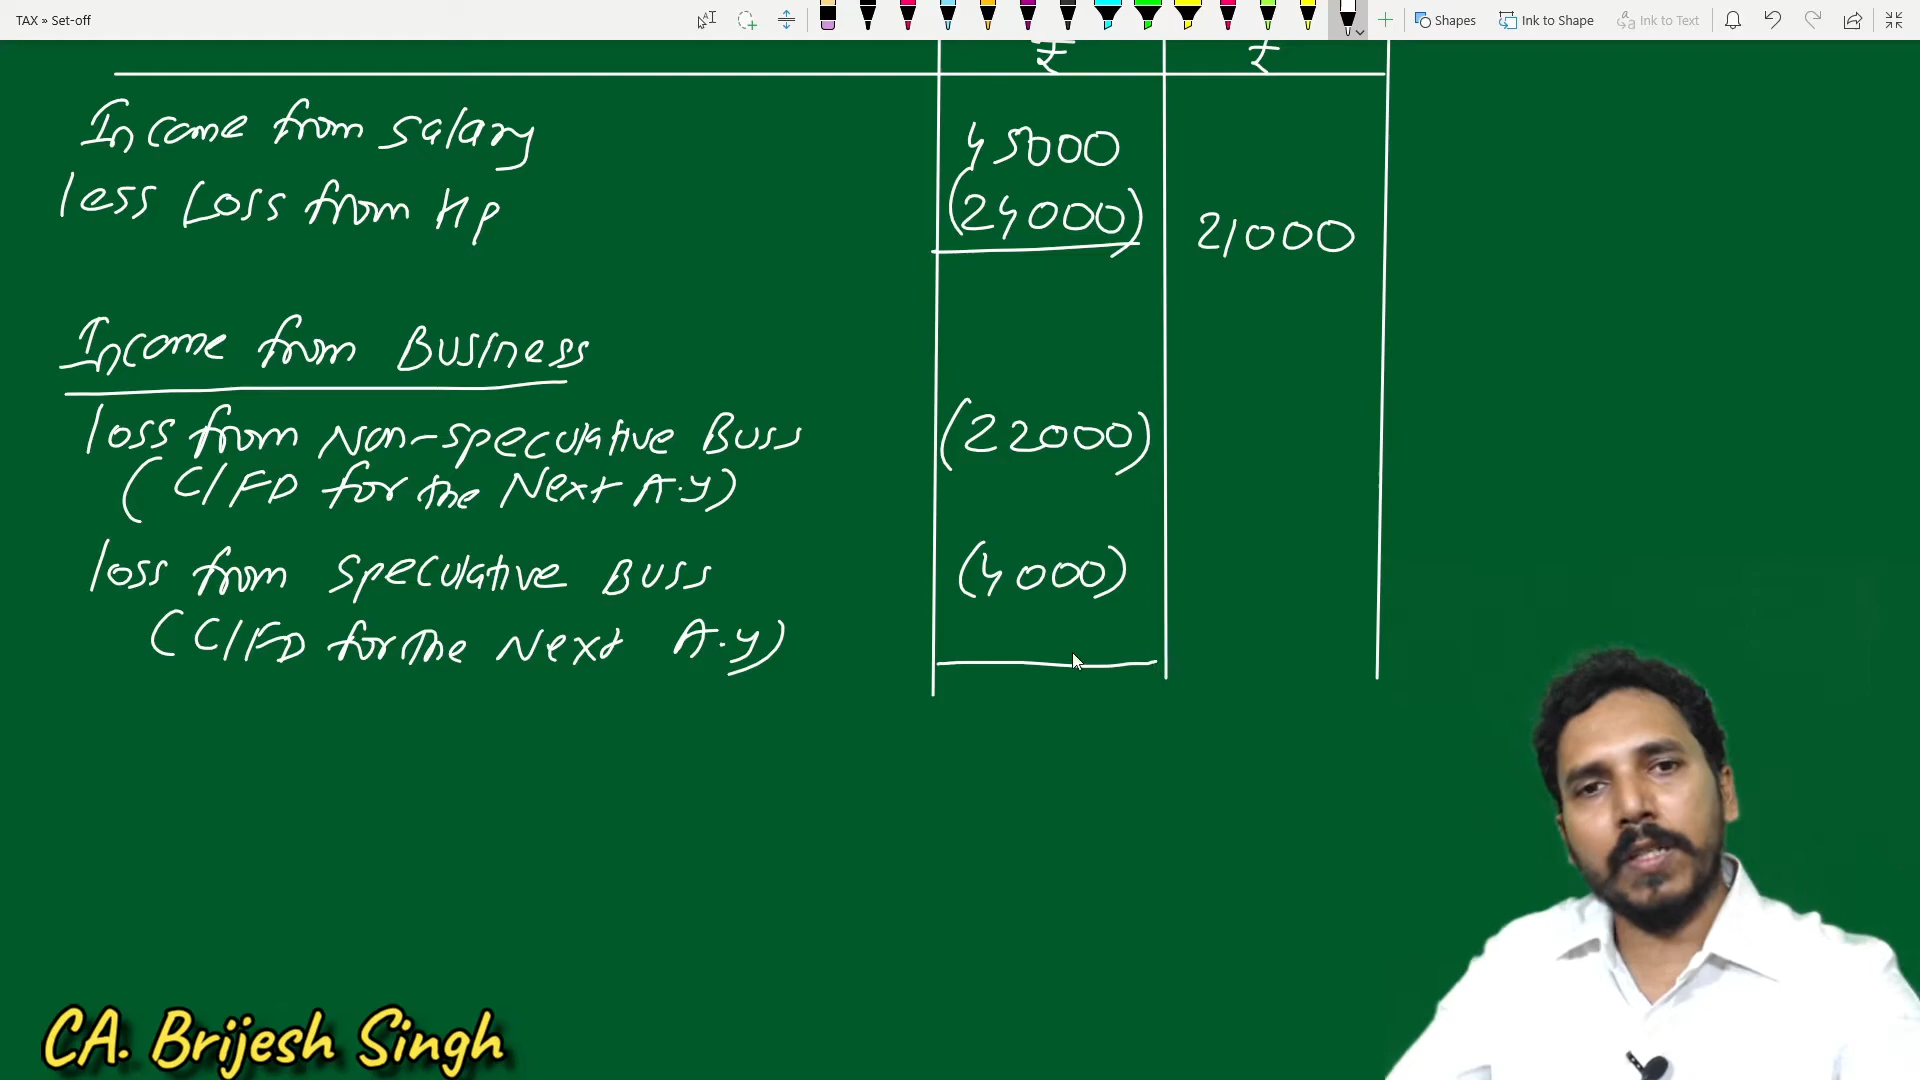 TAX » Set-off
Shapes Ink to Shape Ink to Text
₹ ₹
Income from salary 45000
less Loss from HP (24000) 21000
Income from Business
loss from Non-speculative Buss (22000)
(C/FD for the Next A.Y)
loss from speculative Buss (4000)
(C/FD for the Next A.Y)
CA. Brijesh Singh